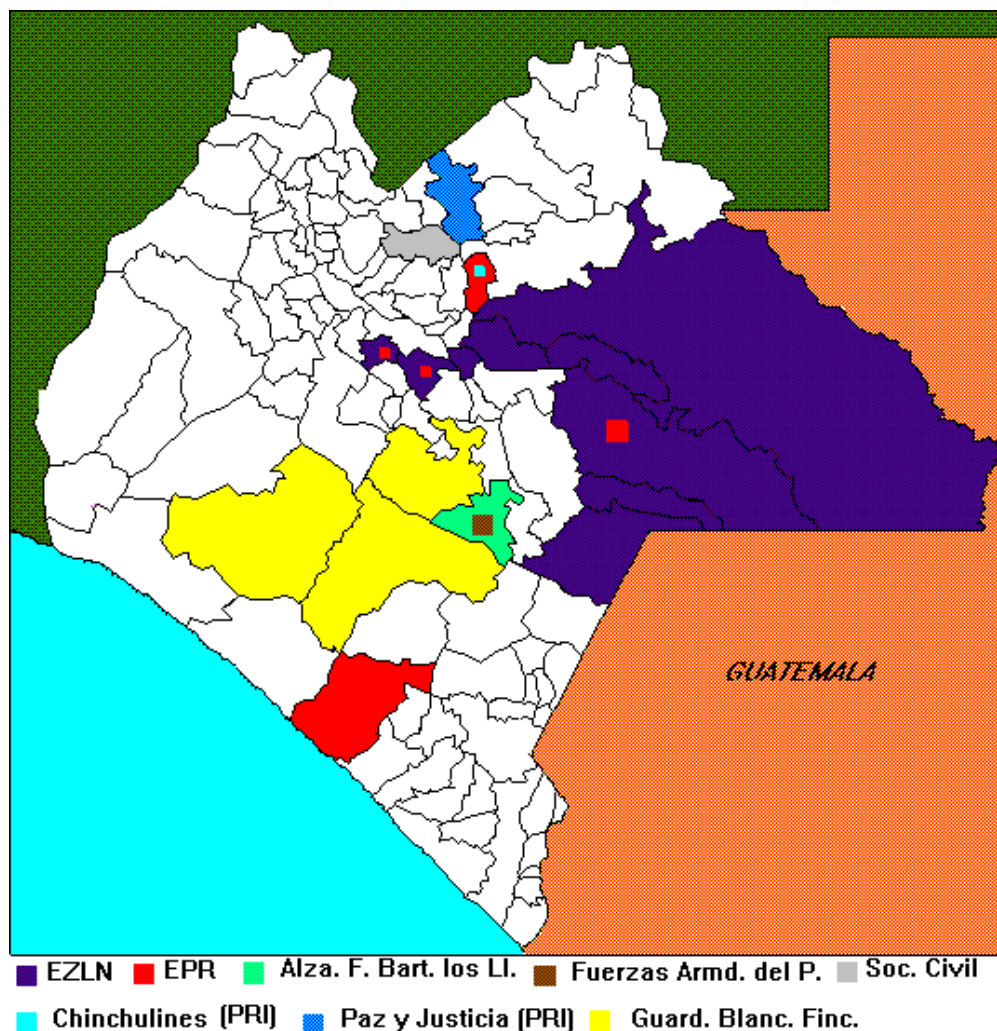 GUATEMALA
EZLN EPR Alza. F. Bart. los Ll. Fuerzas Armd. del P. Soc. Civil
Chinchulines (PRI) Paz y Justicia (PRI) Guard. Blanc. Finc.